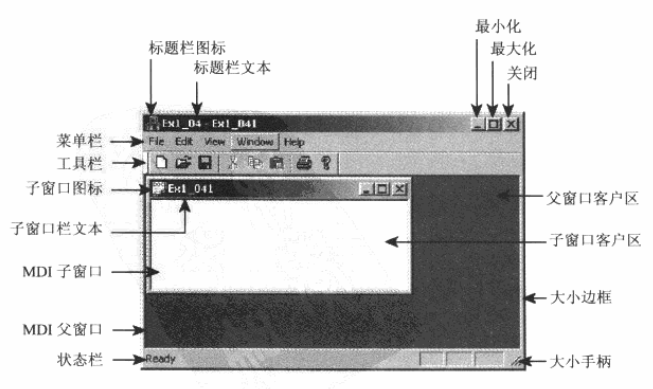 最小化
标题栏图标
最大化
标题栏文本
关闭
Ex1_04 - Ex1_041
菜单栏
File Edit View Window Help
工具栏
子窗口图标
Ex1_041
父窗口客户区
子窗口栏文本
子窗口客户区
MDI 子窗口
大小边框
MDI 父窗口
状态栏
Ready
大小手柄